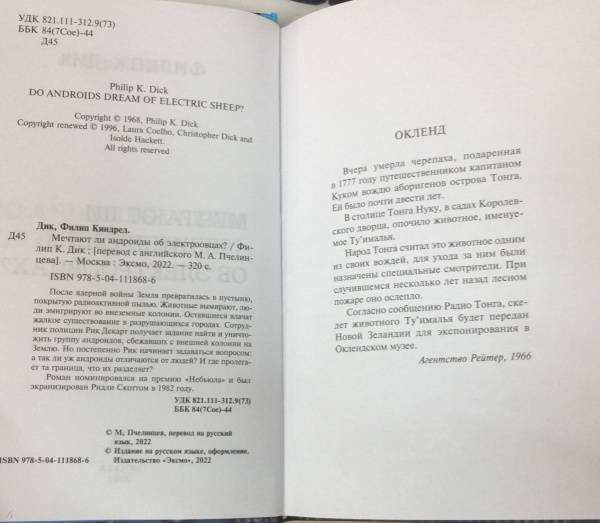 УДК 821.111-312.9(73)
ББК 84(7Сое)-44
Д45
Philip K. Dick
DO ANDROIDS DREAM OF ELECTRIC SHEEP?
Copyright © 1968, Philip K. Dick.
Copyright renewed © 1996, Laura Coelho, Christopher Dick and
Isolde Hackett.
All rights reserved
Дик, Филип Киндред.
Д45
Мечтают ли андроиды об электроовцах? / Фи-
лип К. Дик ; [перевод с английского М. А. Пчелин-
цева]. — Москва : Эксмо, 2022. — 320 с.
ISBN 978-5-04-111868-6
После ядерной войны Земля превратилась в пустыню,
покрытую радиоактивной пылью. Животные вымирают, лю-
ди эмигрируют во внеземные колонии. Оставшиеся влачат
жалкое существование в разрушающихся городах. Сотруд-
ник полиции Рик Декарт получает задание найти и уничто-
жить группу андроидов, сбежавших с внешней колонии на
Землю. Но постепенно Рик начинает задаваться вопросом:
а так ли уж андроиды отличаются от людей? И где пролега-
ет та граница, что их разделяет?
Роман номинировался на премию «Небьюла» и был
экранизирован Ридли Скоттом в 1982 году.
УДК 821.111-312.9(73)
ББК 84(7Сое)-44
© М. Пчелинцев, перевод на русский
язык, 2022
© Издание на русском языке, оформление.
Издательство «Эксмо», 2022
ISBN 978-5-04-111868-6
ОКЛЕНД
Вчера умерла черепаха, подаренная
в 1777 году путешественником капитаном
Куком вождю аборигенов острова Тонга.
Ей было почти двести лет.
В столице Тонга Нуку, в садах Королев-
ского дворца, опочило животное, именуе-
мое Ту'ималья.
Народ Тонга считал это животное одним
из своих вождей, для ухода за ним были
назначены специальные смотрители. При
случившемся несколько лет назад лесном
пожаре оно ослепло.
Согласно сообщению Радио Тонга, ске-
лет животного Ту'ималья будет передан
Новой Зеландии для экспонирования в
Оклендском музее.
Агентство Рейтер, 1966